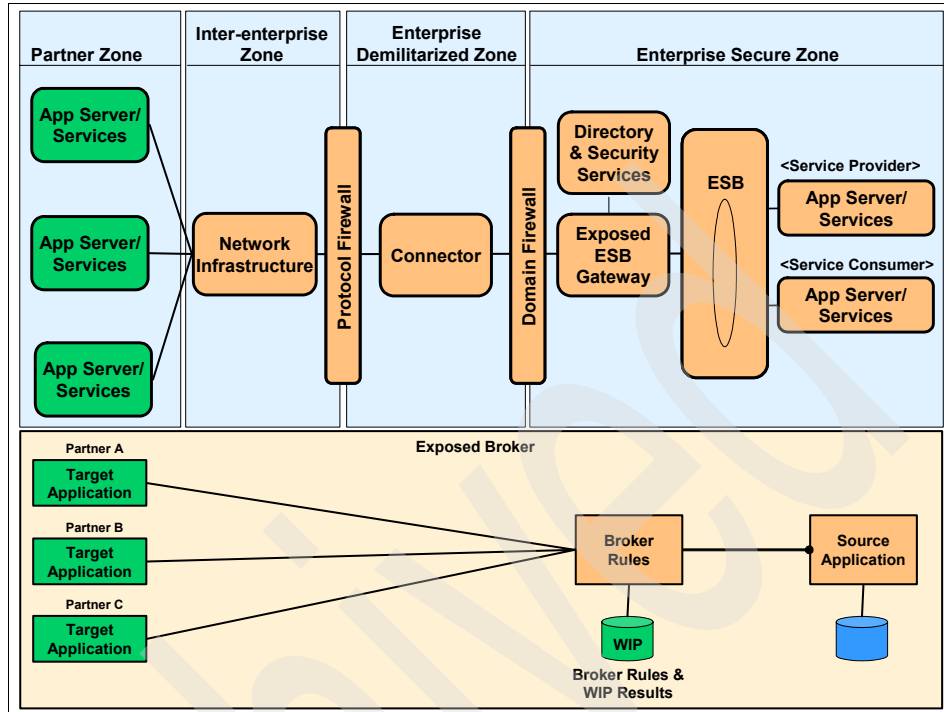 Partner Zone
Inter-enterprise
Zone
Enterprise
Demilitarized Zone
Enterprise Secure Zone
App Server/
Services
App Server/
Services
App Server/
Services
Network
Infrastructure
Protocol Firewall
Connector
Domain Firewall
Directory
& Security
Services
Exposed
ESB
Gateway
ESB
<Service Provider>
App Server/
Services
<Service Consumer>
App Server/
Services
Exposed Broker
Partner A
Target
Application
Partner B
Target
Application
Partner C
Target
Application
Broker
Rules
WIP
Broker Rules &
WIP Results
Source
Application